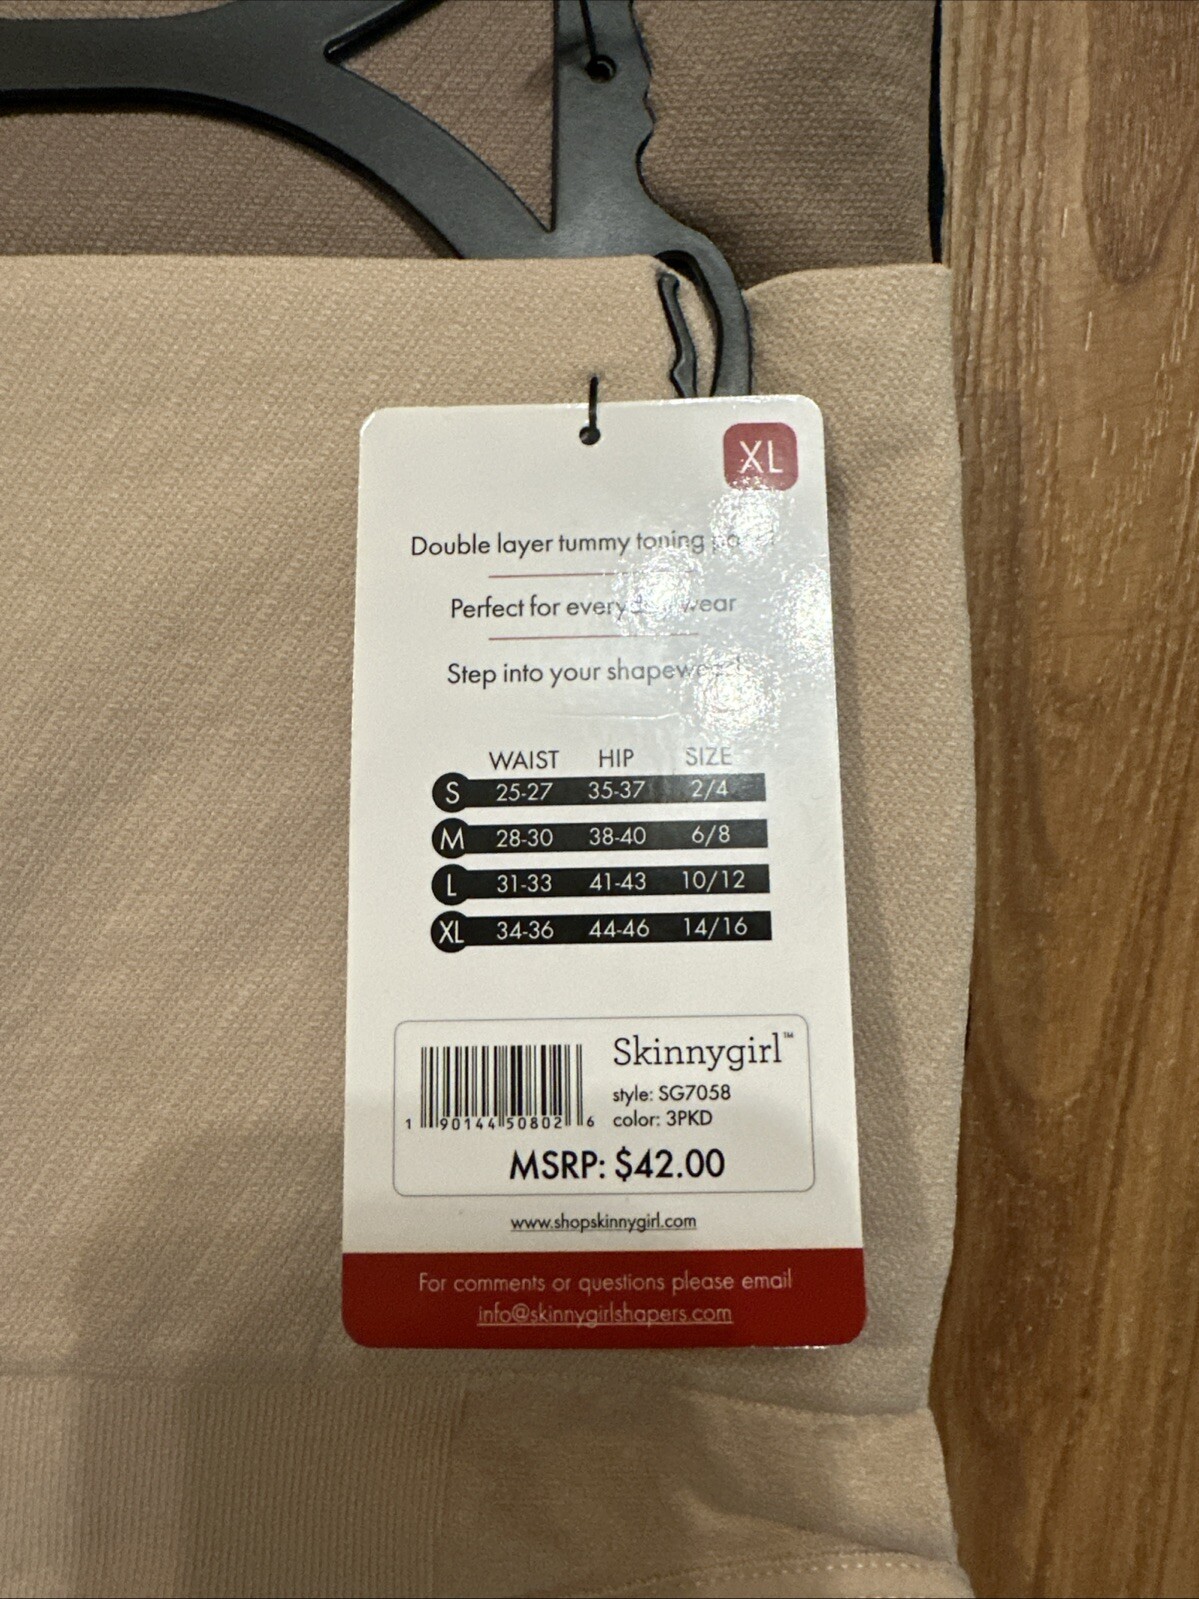 XL
Double layer tummy toning
Perfect for everyday wear
Step into your shapewear!
WAIST HIP SIZE
S 25-27 35-37 2/4
M 28-30 38-40 6/8
L 31-33 41-43 10/12
XL 34-36 44-46 14/16
Skinnygirl™
style: SG7058
color: 3PKD
1 90144 50802 6
MSRP: $42.00
www.shopskinnygirl.com
For comments or questions please email
info@skinnygirlshapers.com